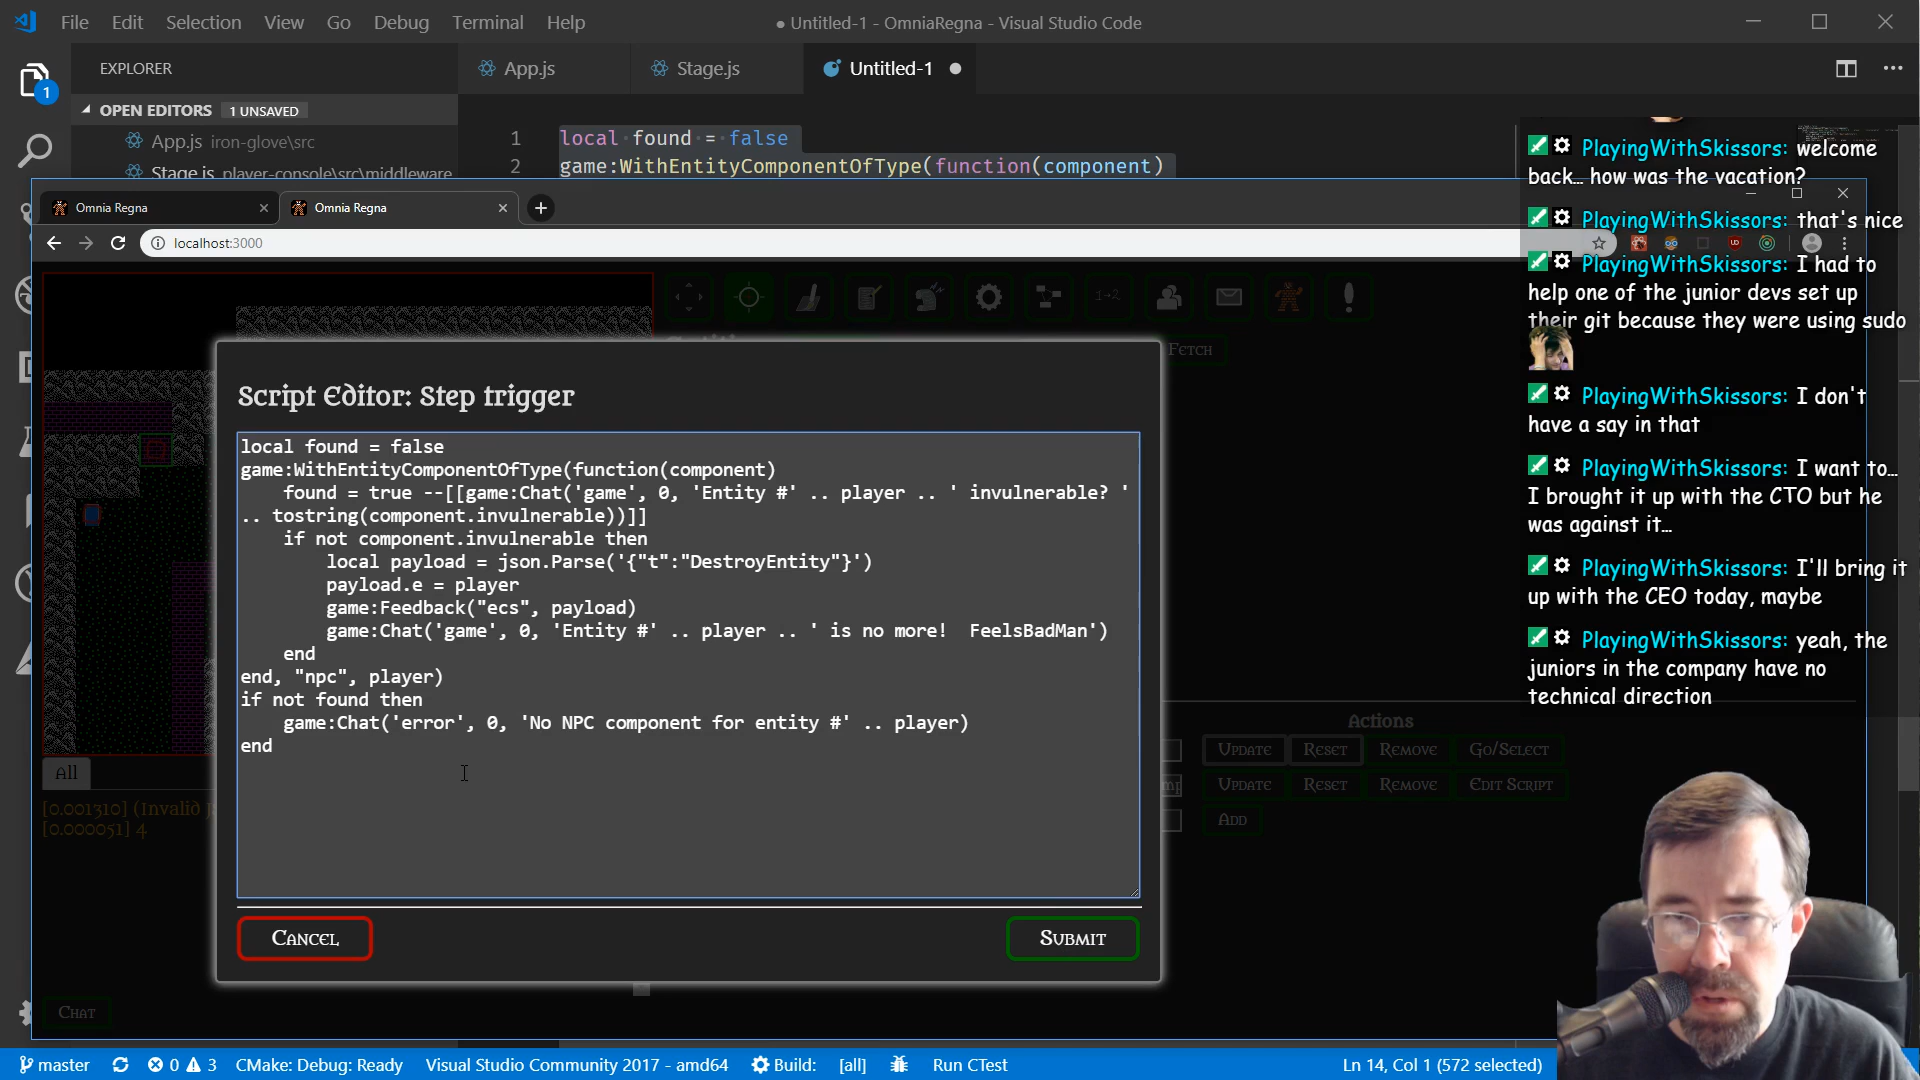 File Edit Selection View Go Debug Terminal Help
● Untitled-1 - OmniaRegna - Visual Studio Code
EXPLORER
App.js
Stage.js
Untitled-1
1
OPEN EDITORS 1 UNSAVED
App.js iron-glove\src
Stage.js player-console\src\middleware
1 local found = false
2 game:WithEntityComponentOfType(function(component)
Omnia Regna
Omnia Regna
localhost:3000
Fetch
Script Editor: Step trigger
local found = false
game:WithEntityComponentOfType(function(component)
found = true --[[game:Chat('game', 0, 'Entity #' .. player .. ' invulnerable? '
.. tostring(component.invulnerable))]]
if not component.invulnerable then
local payload = json.Parse('{"t":"DestroyEntity"}')
payload.e = player
game:Feedback("ecs", payload)
game:Chat('game', 0, 'Entity #' .. player .. ' is no more!  FeelsBadMan')
end
end, "npc", player)
if not found then
game:Chat('error', 0, 'No NPC component for entity #' .. player)
end
Cancel
Submit
Actions
Update Reset Remove Go/Select
Update Reset Remove Edit Script
Add
All
[0.001310] (Invalid
[0.000051] 4
Chat
PlayingWithSkissors: welcome
back... how was the vacation?
PlayingWithSkissors: that's nice
PlayingWithSkissors: I had to
help one of the junior devs set up
their git because they were using sudo
PlayingWithSkissors: I don't
have a say in that
PlayingWithSkissors: I want to...
I brought it up with the CTO but he
was against it...
PlayingWithSkissors: I'll bring it
up with the CEO today, maybe
PlayingWithSkissors: yeah, the
juniors in the company have no
technical direction
master 0 3 CMake: Debug: Ready Visual Studio Community 2017 - amd64 Build: [all] Run CTest
Ln 14, Col 1 (572 selected)